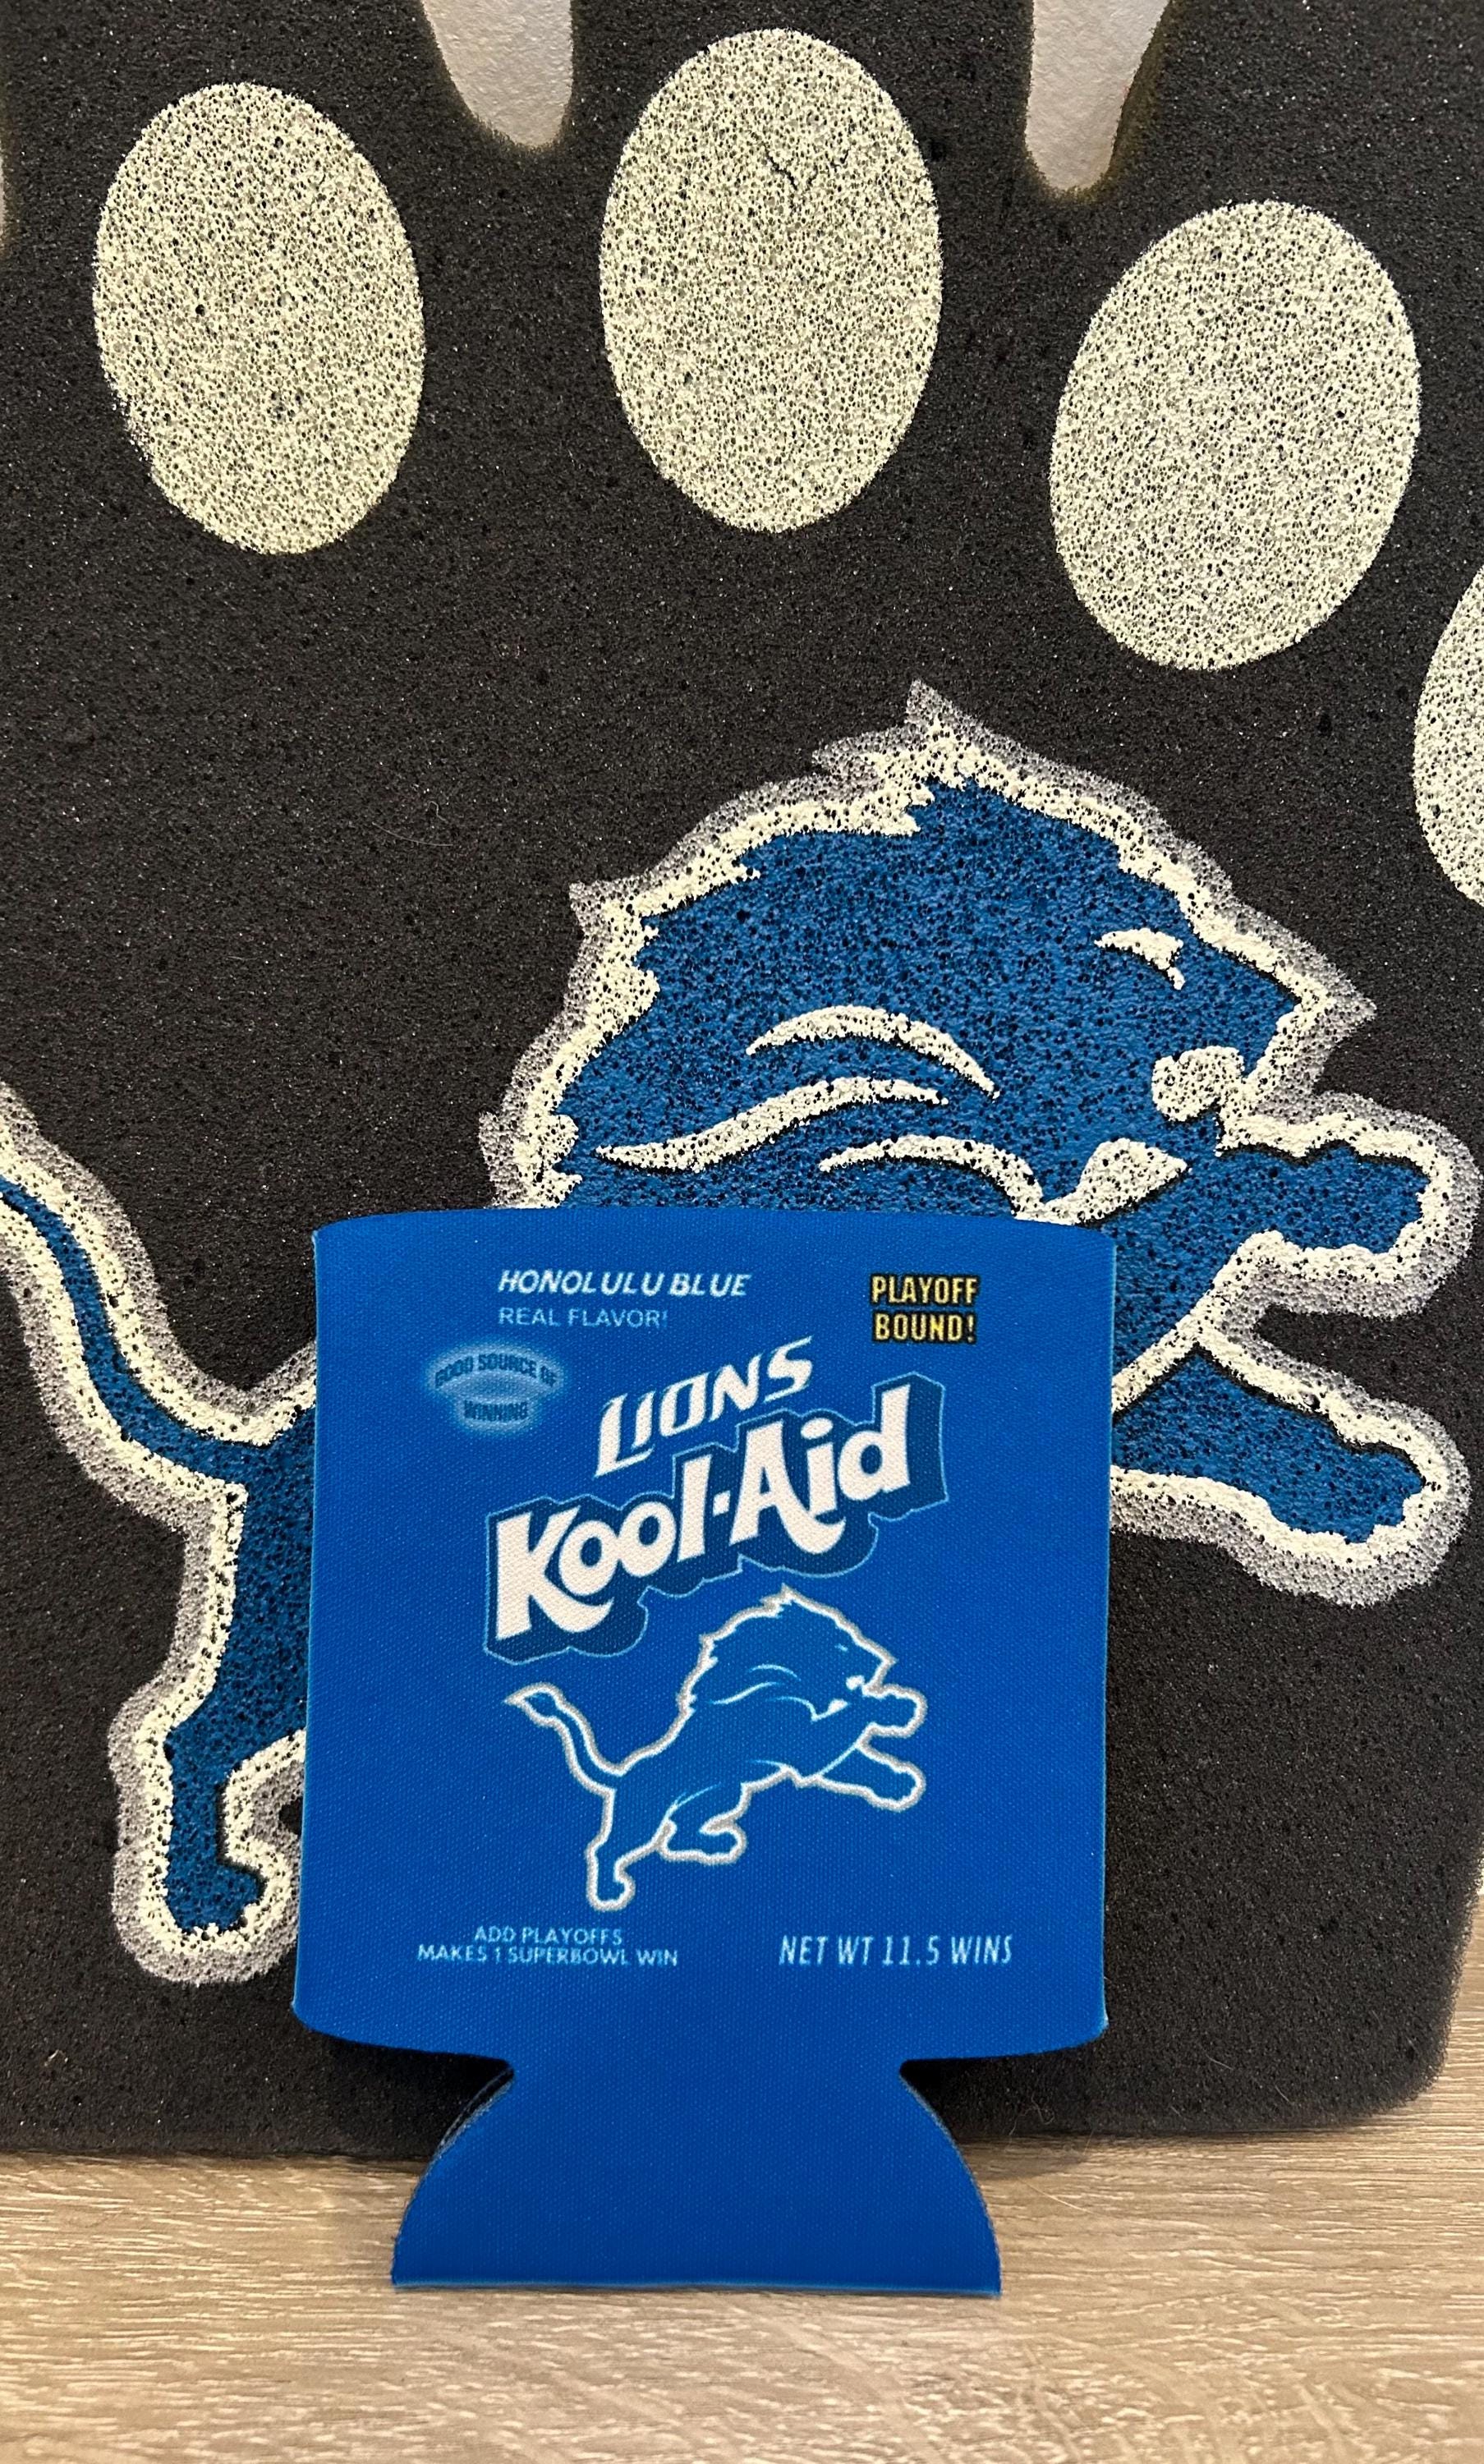 HONOLULU BLUE
REAL FLAVOR!
PLAYOFF
BOUND!
GOOD SOURCE OF
WINNING
LIONS
Kool-Aid
ADD PLAYOFFS
MAKES 1 SUPERBOWL WIN
NET WT 11.5 WINS